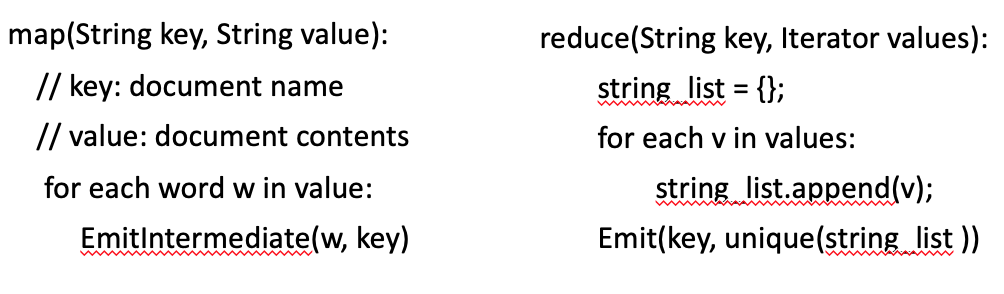 map(String key, String value):
// key: document name
// value: document contents
for each word w in value:
EmitIntermediate(w, key)
reduce(String key, Iterator values):
string_list = {};
for each v in values:
string_list.append(v);
Emit(key, unique(string_list ))